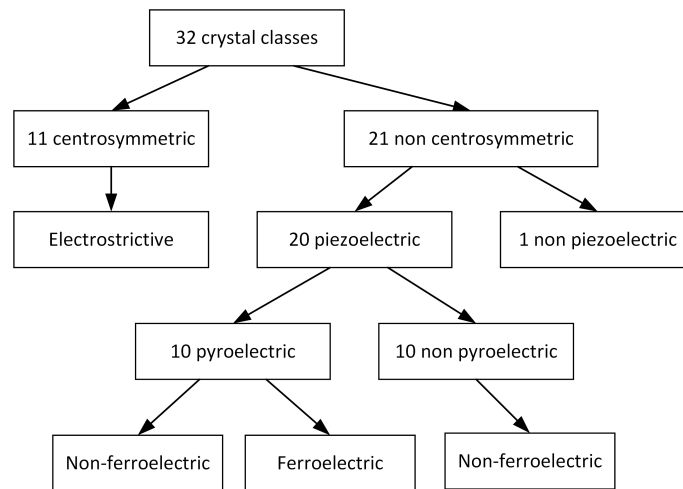 32 crystal classes
11 centrosymmetric
21 non centrosymmetric
Electrostrictive
20 piezoelectric
1 non piezoelectric
10 pyroelectric
10 non pyroelectric
Non-ferroelectric
Ferroelectric
Non-ferroelectric